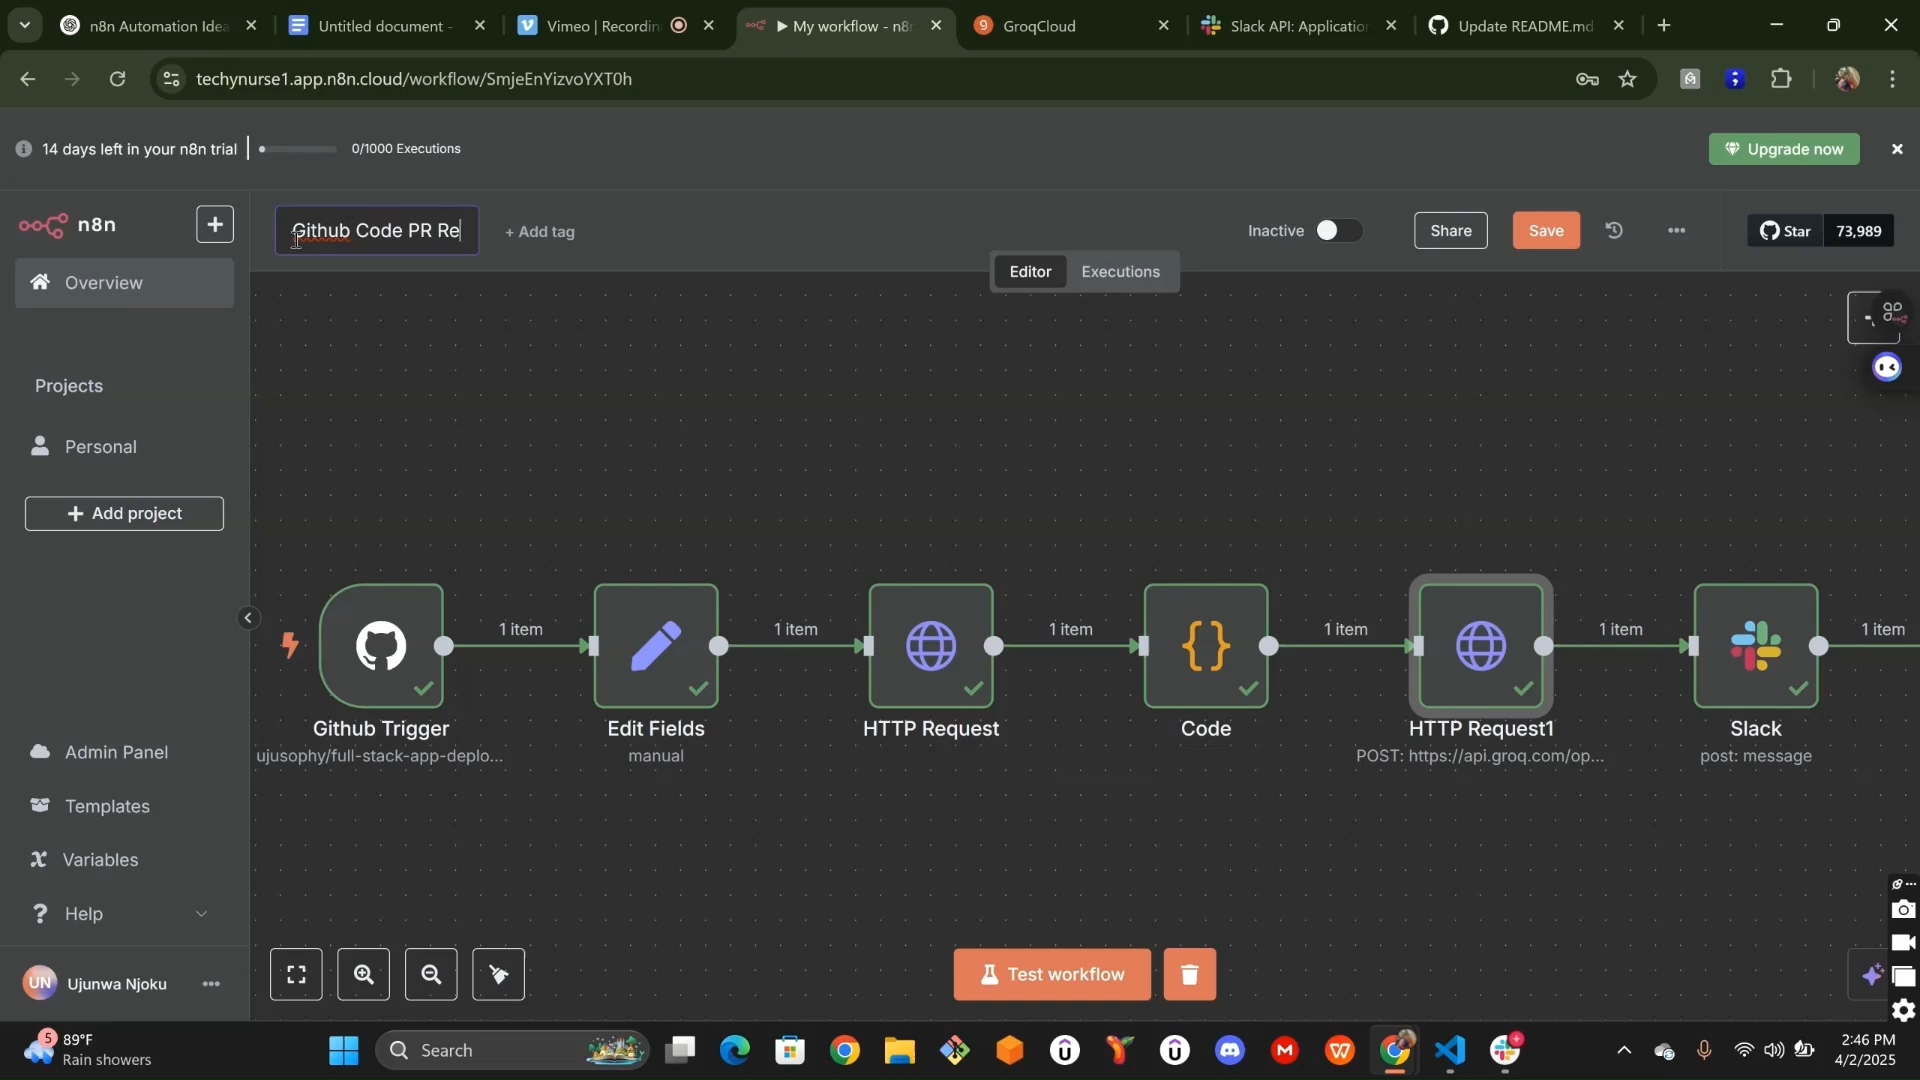 n8n Automation Idea
Untitled document -
Vimeo | Recordin
▶ My workflow - n8n
GroqCloud
Slack API: Applicatio
Update README.md
techynurse1.app.n8n.cloud/workflow/SmjeEnYizvoYXT0h
14 days left in your n8n trial
0/1000 Executions
Upgrade now
n8n
Github Code PR Re
+ Add tag
Inactive
Share
Save
Star
73,989
Editor
Executions
Overview
Projects
Personal
+ Add project
Admin Panel
Templates
Variables
Help
Ujunwa Njoku
UN
1 item
1 item
1 item
1 item
1 item
1 item
Github Trigger
ujusophy/full-stack-app-deplo...
Edit Fields
manual
HTTP Request
Code
HTTP Request1
POST: https://api.groq.com/op...
Slack
post: message
Test workflow
5
89°F
Rain showers
Search
2:46 PM
4/2/2025